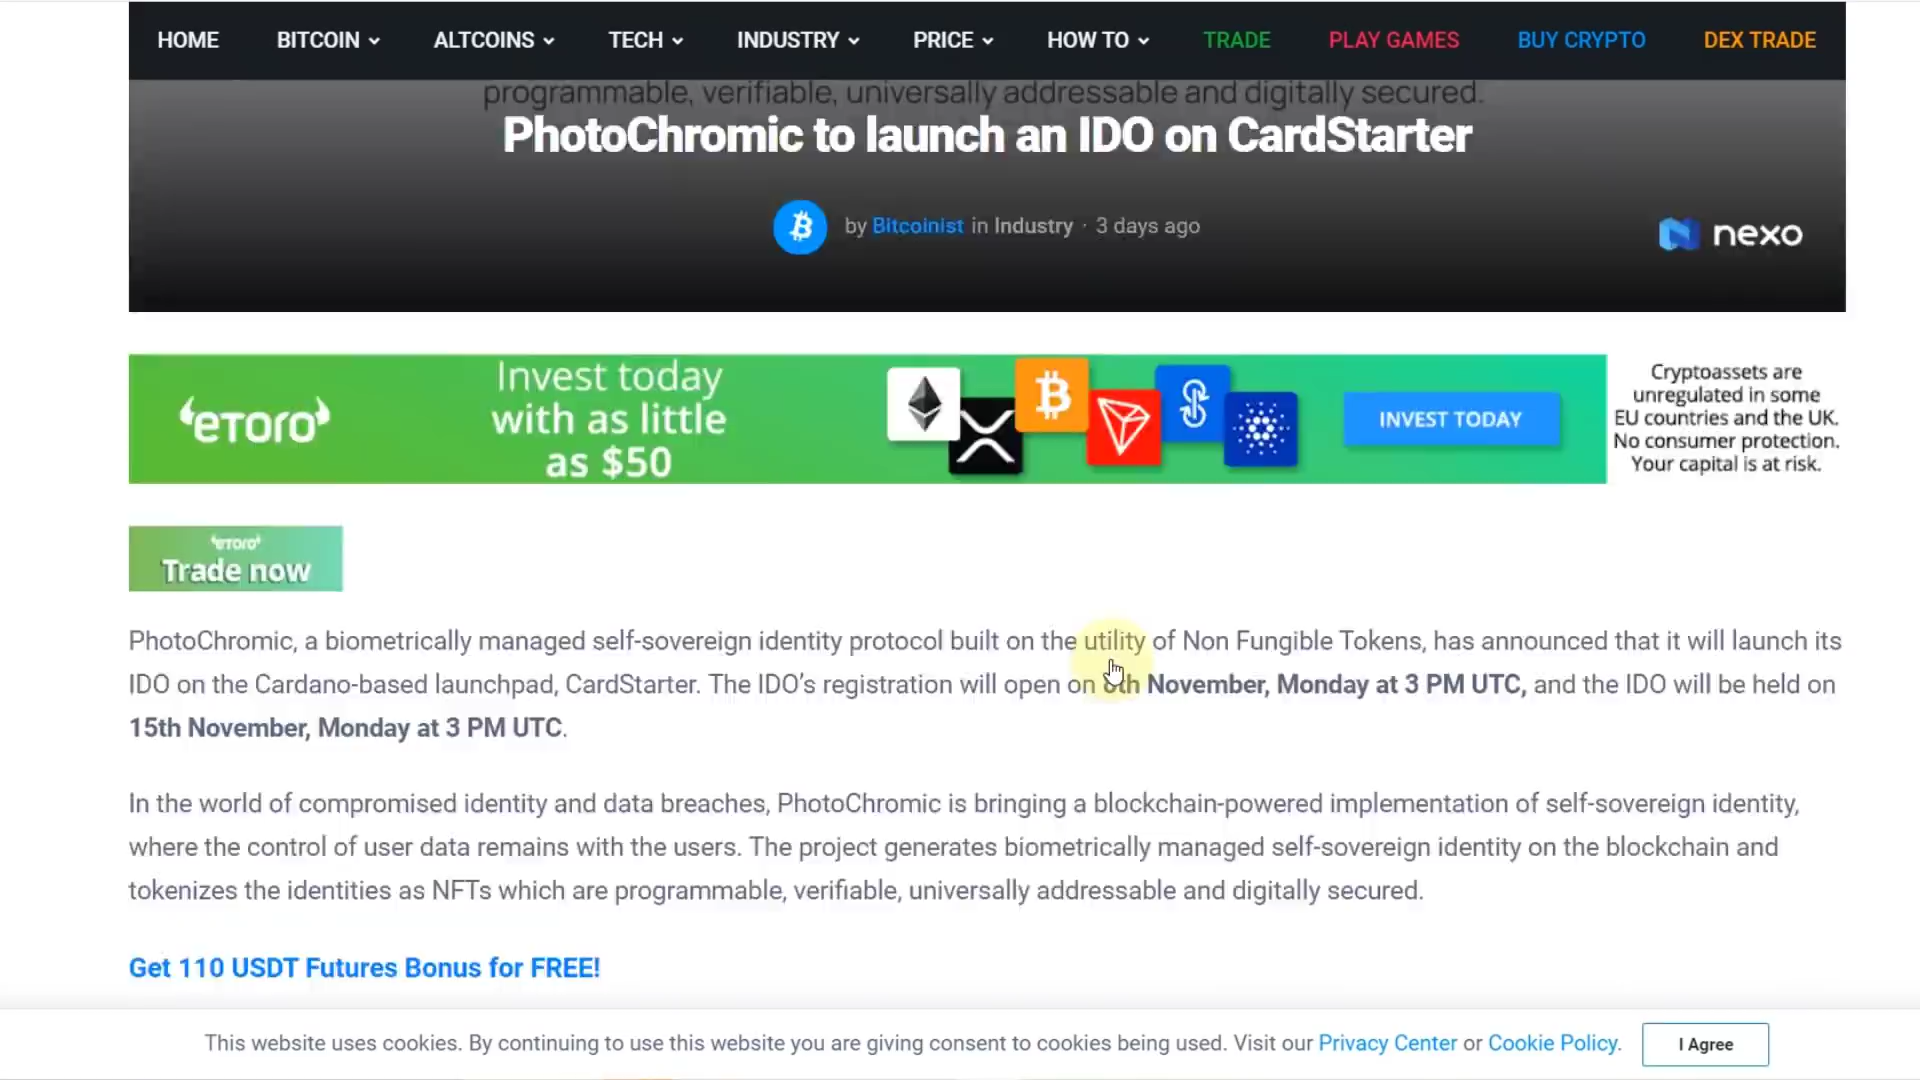 HOME BITCOIN ALTCOINS TECH INDUSTRY PRICE HOW TO TRADE PLAY GAMES BUY CRYPTO DEX TRADE
programmable, verifiable, universally addressable and digitally secured.
PhotoChromic to launch an IDO on CardStarter
by Bitcoinist in Industry · 3 days ago
nexo
eTORO
Invest today
with as little
as $50
INVEST TODAY
Cryptoassets are
unregulated in some
EU countries and the UK.
No consumer protection.
Your capital is at risk.
eTORO
Trade now
PhotoChromic, a biometrically managed self-sovereign identity protocol built on the utility of Non Fungible Tokens, has announced that it will launch its
IDO on the Cardano-based launchpad, CardStarter. The IDO’s registration will open on November, Monday at 3 PM UTC, and the IDO will be held on
15th November, Monday at 3 PM UTC.
In the world of compromised identity and data breaches, PhotoChromic is bringing a blockchain-powered implementation of self-sovereign identity,
where the control of user data remains with the users. The project generates biometrically managed self-sovereign identity on the blockchain and
tokenizes the identities as NFTs which are programmable, verifiable, universally addressable and digitally secured.
Get 110 USDT Futures Bonus for FREE!
This website uses cookies. By continuing to use this website you are giving consent to cookies being used. Visit our Privacy Center or Cookie Policy.
I Agree